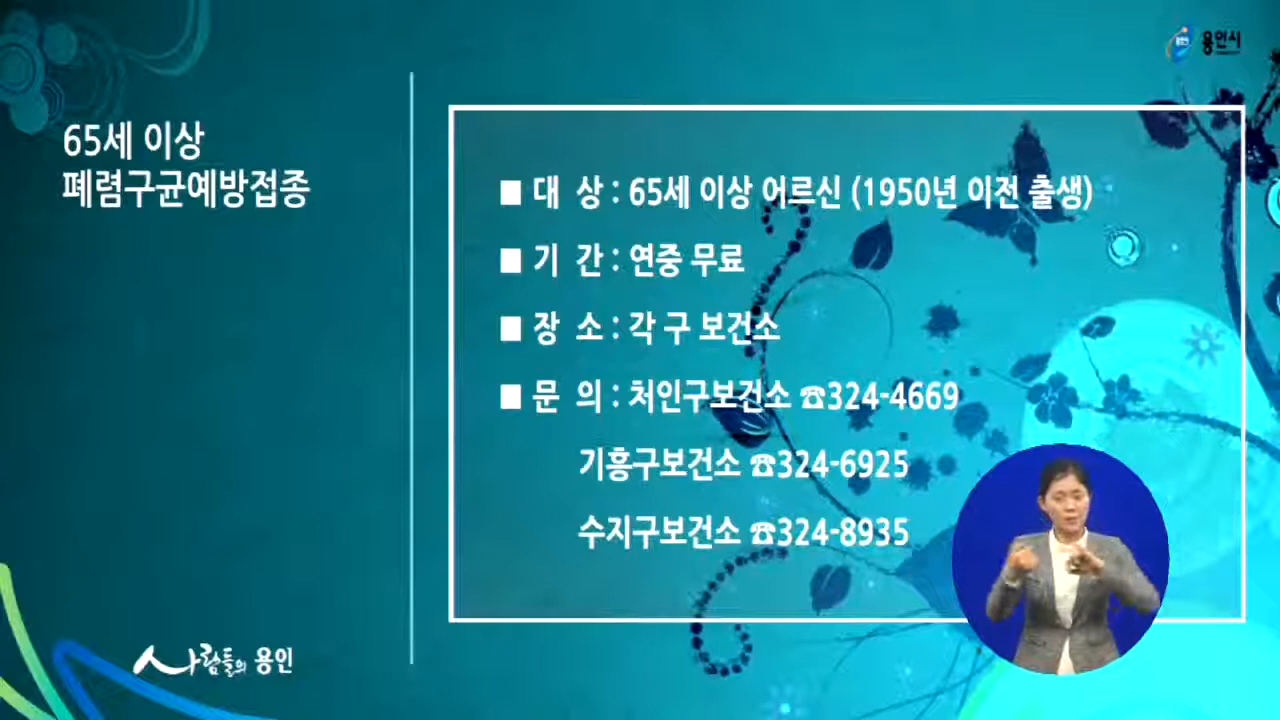 용인시
65세 이상
폐렴구균예방접종
■ 대 상 : 65세 이상 어르신 (1950년 이전 출생)
■ 기 간 : 연중 무료
■ 장 소 : 각 구 보건소
■ 문 의 : 처인구보건소 ☎324-4669
기흥구보건소 ☎324-6925
수지구보건소 ☎324-8935
사람들의 용인